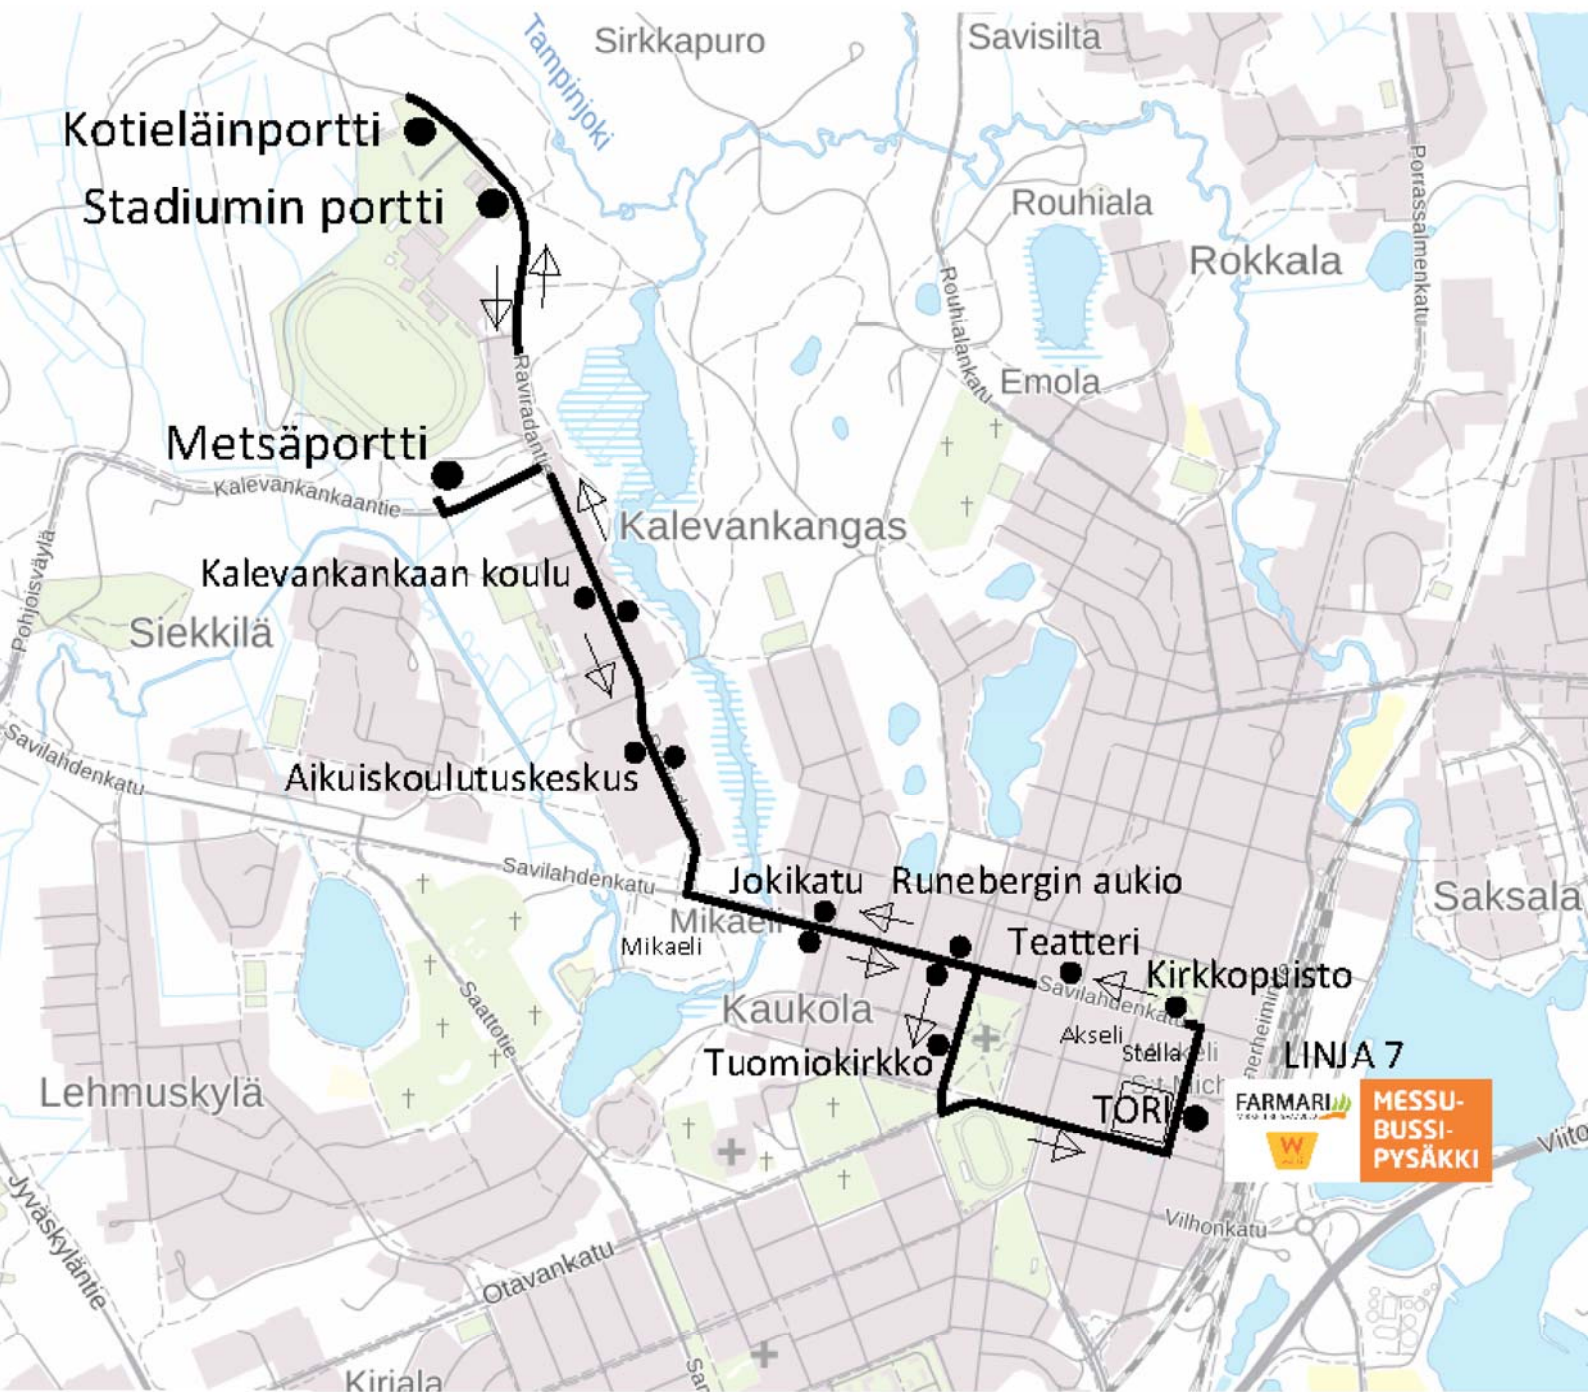 Sirkkapuro
Savisilta
Tampinjoki
Kotieläinportti
Stadiumin portti
Rouhiala
Rokkala
Porrassalmenkatu
Rouhialankatu
Emola
Raviradantie
Metsäportti
Kalevankankaantie
Kalevankangas
Pohjoisväylä
Kalevankankaan koulu
Siekkilä
Savilahdenkatu
Aikuiskoulutuskeskus
Savilahdenkatu
Jokikatu
Runebergin aukio
Saksala
Mikaeli
Mikaeli
Teatteri
Kirkkopuisto
Savilahdenkatu
Saattotie
Kaukola
Akseli
Stella
Tuomiokirkko
LINJA 7
Lehmuskylä
TORI
FARMARI
W
MESSU-
BUSSI-
PYSÄKKI
Jyväskyläntie
Vilhonkatu
Otavankatu
Kirjala